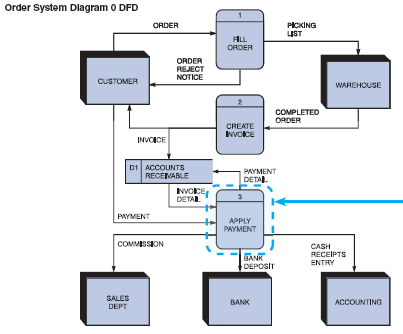 Order System Diagram 0 DFD
ORDER
1
FILL
ORDER
PICKING
LIST
ORDER
REJECT
NOTICE
CUSTOMER
WAREHOUSE
2
CREATE
INVOICE
COMPLETED
ORDER
INVOICE
D1
ACCOUNTS
RECEIVABLE
PAYMENT
DETAIL
INVOICE
DETAIL
3
APPLY
PAYMENT
PAYMENT
COMMISSION
BANK
DEPOSIT
CASH
RECEIPTS
ENTRY
SALES
DEPT
BANK
ACCOUNTING